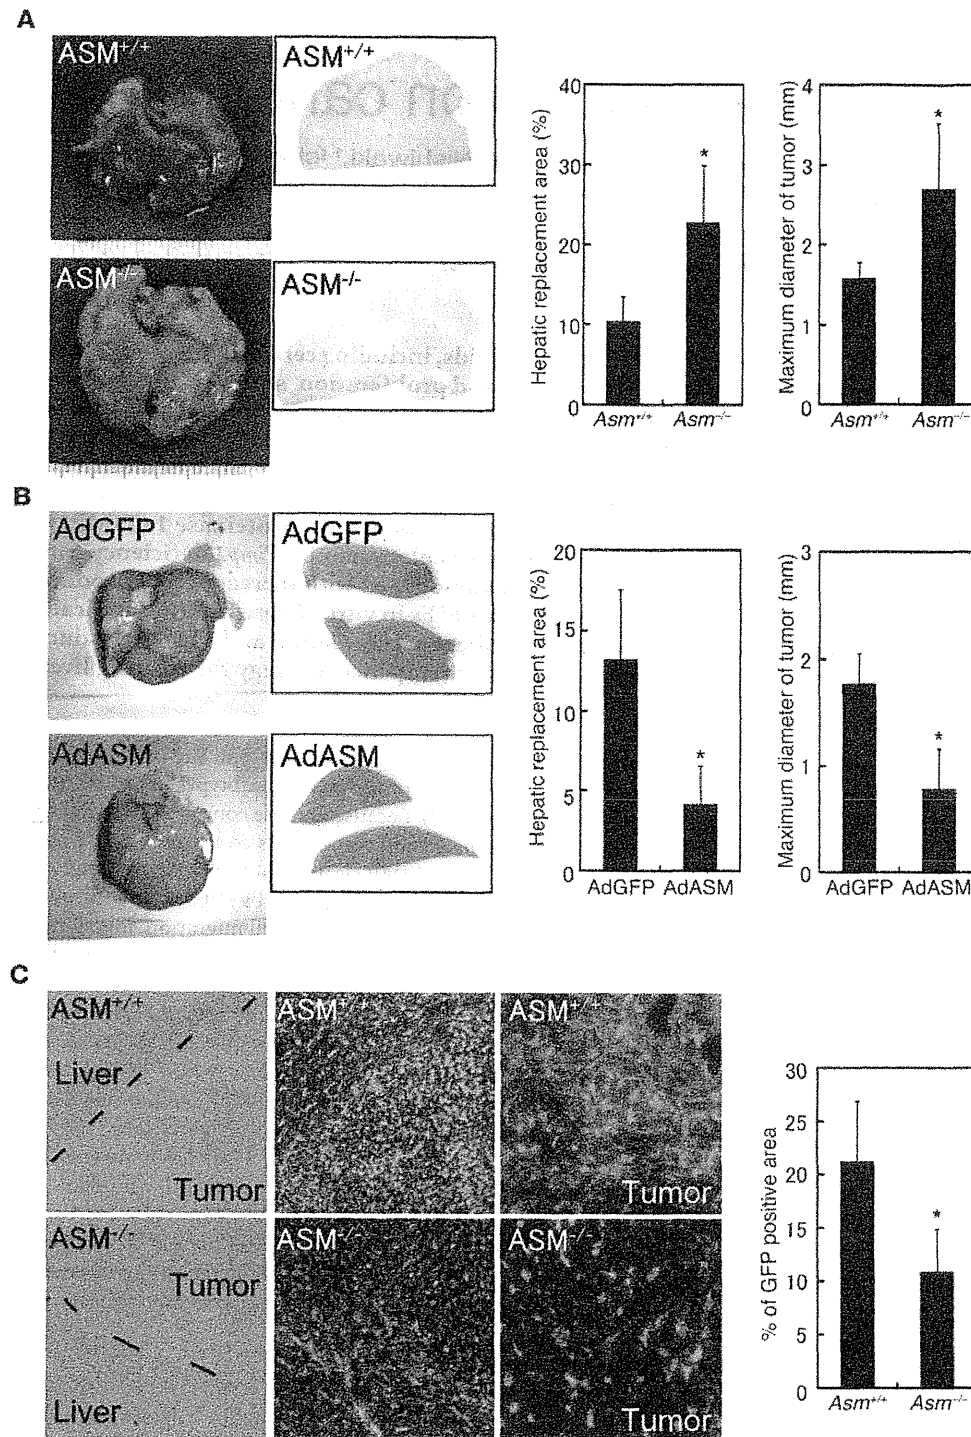 A
ASM+/+
ASM+/+
ASM-/-
ASM-/-
Hepatic replacement area (%)
40
30
20
10
0
Asm+/+
Asm-/-
Maximum diameter of tumor (mm)
4
3
2
1
0
Asm+/+
Asm-/-
*
*
B
AdGFP
AdGFP
AdASM
AdASM
Hepatic replacement area (%)
20
15
10
5
0
AdGFP
AdASM
Maximum diameter of tumor (mm)
3
2
1
0
AdGFP
AdASM
*
*
C
ASM+/+
Liver
Tumor
ASM+/+
ASM+/+
Tumor
ASM-/-
Tumor
Liver
ASM-/-
ASM-/-
Tumor
% of GFP positive area
30
25
20
15
10
5
0
Asm+/+
Asm-/-
*